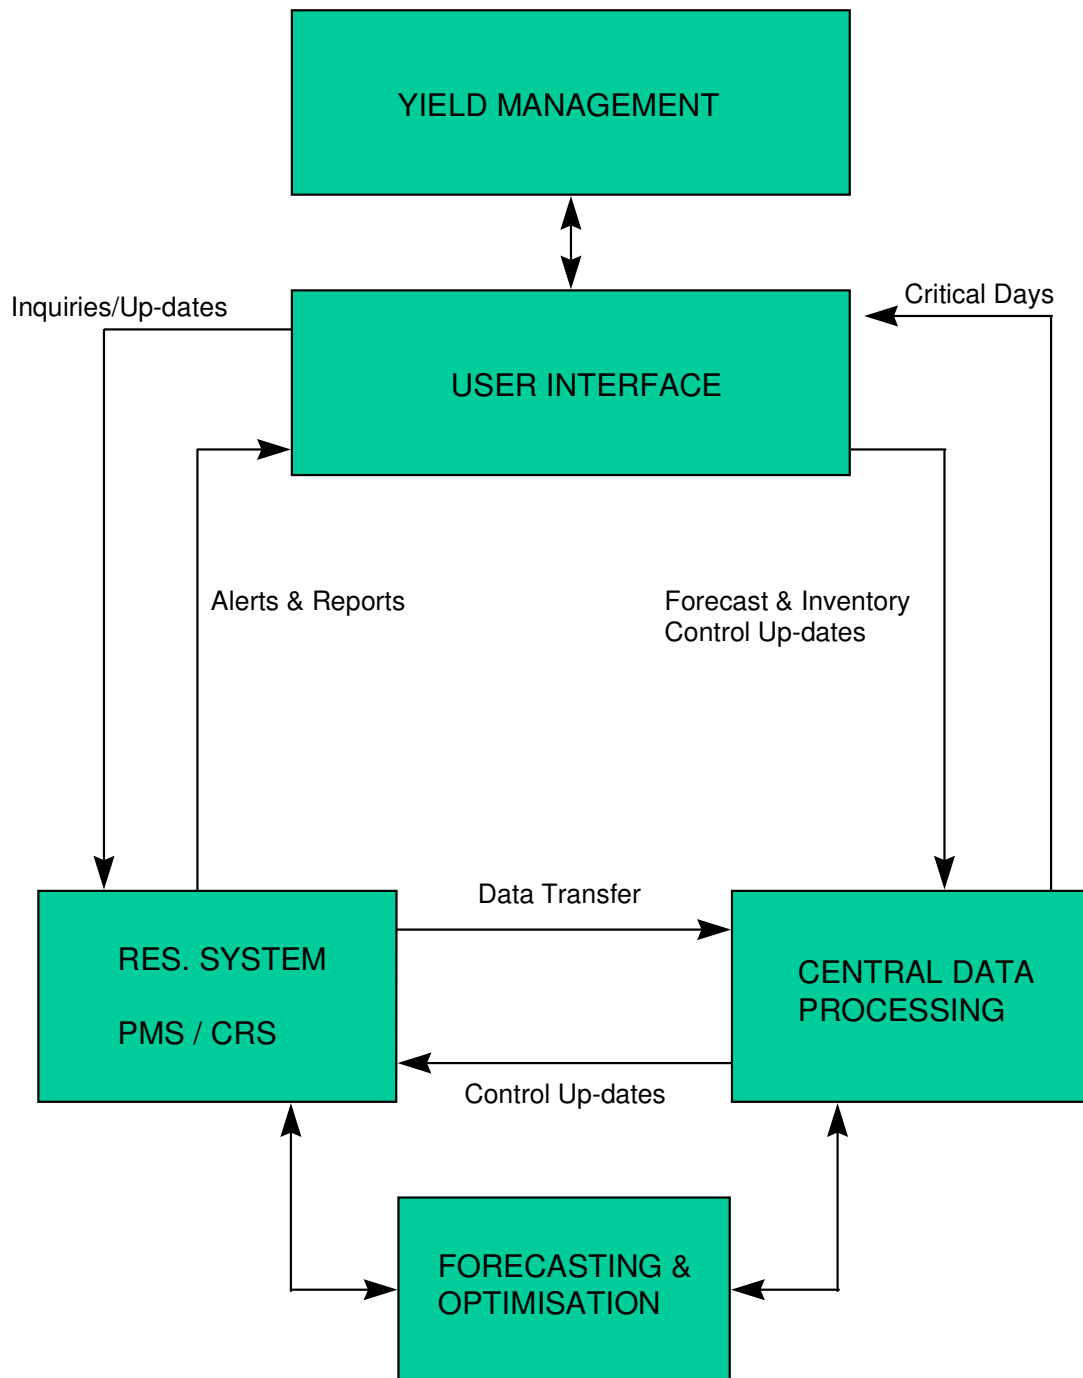 YIELD MANAGEMENT
Inquiries/Up-dates
Critical Days
USER INTERFACE
Alerts & Reports
Forecast & Inventory
Control Up-dates
Data Transfer
RES. SYSTEM
PMS / CRS
CENTRAL DATA
PROCESSING
Control Up-dates
FORECASTING &
OPTIMISATION